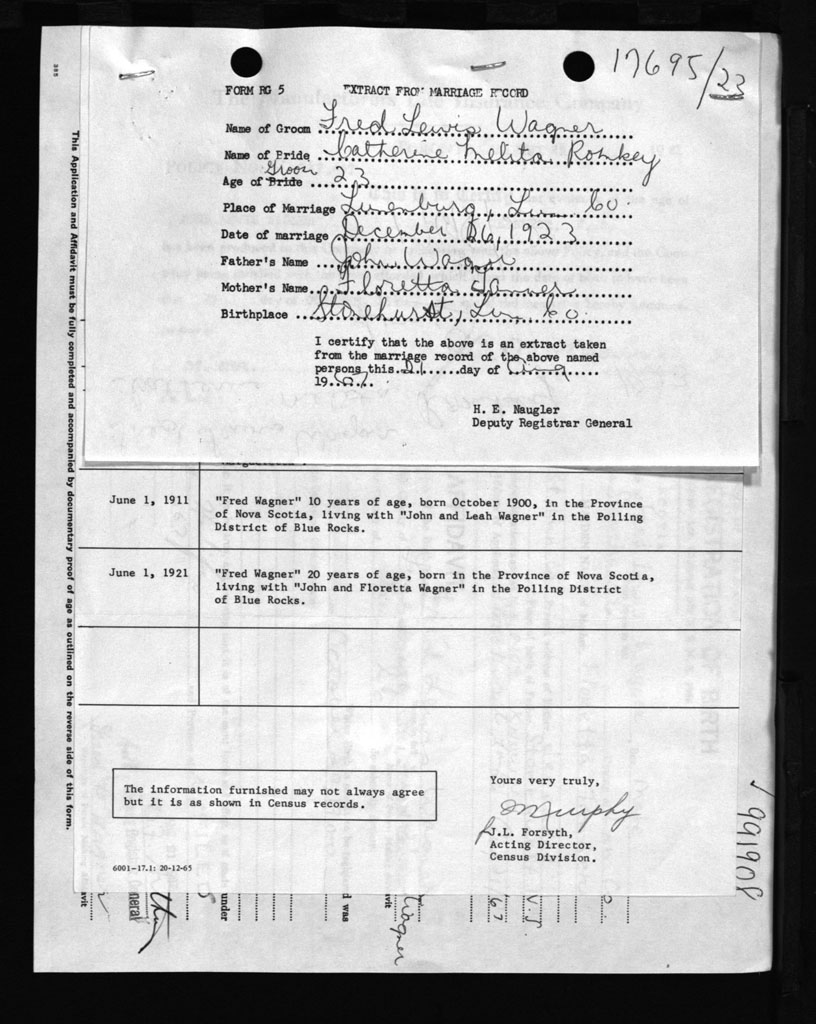 17695/23
FORM RG 5 EXTRACT FROM MARRIAGE RECORD
Name of Groom Fred Lewis Wagner
Name of Bride Catherine Melita Romkey
Groom
Age of Bride 23
Place of Marriage Lunenburg, Lun. Co.
Date of marriage December 26, 1923
Father's Name John Wagner
Mother's Name Floretta Tanner
Birthplace Stonehurst, Lun. Co.
I certify that the above is an extract taken
from the marriage record of the above named
persons this 21 day of Aug
19
H. E. Naugler
Deputy Registrar General
June 1, 1911 "Fred Wagner" 10 years of age, born October 1900, in the Province
of Nova Scotia, living with "John and Leah Wagner" in the Polling
District of Blue Rocks.
June 1, 1921 "Fred Wagner" 20 years of age, born in the Province of Nova Scotia,
living with "John and Floretta Wagner" in the Polling District
of Blue Rocks.
The information furnished may not always agree
but it is as shown in Census records.
Yours very truly,
Murphy
J.L. Forsyth,
Acting Director,
Census Division.
6001-17.1: 20-12-65
This Application and Affidavit must be fully completed and accompanied by documentary proof of age as outlined on the reverse side of this form.
991908
under
d was
Wagner
67